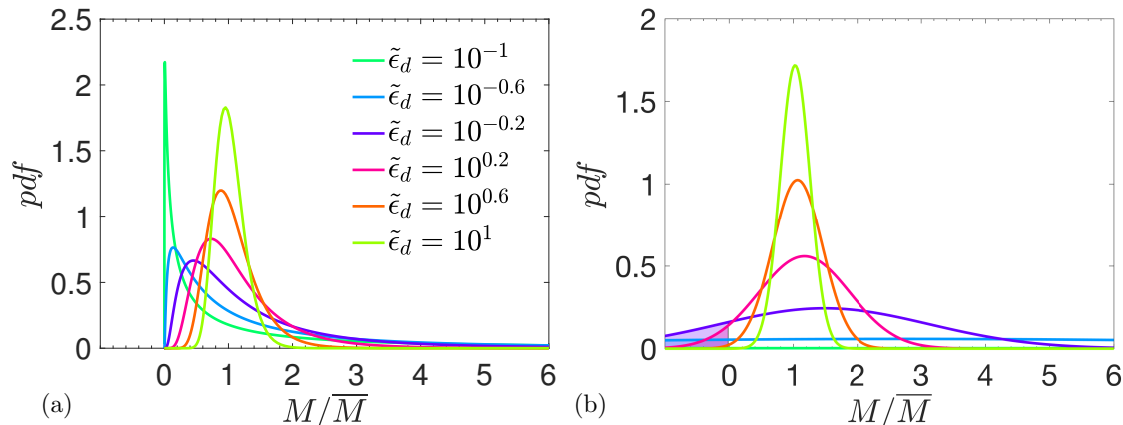 2.5
2
1.5
1
0.5
0
pdf
0 1 2 3 4 5 6
M/M̅
(a)
ϵ̃_d = 10^{-1}
ϵ̃_d = 10^{-0.6}
ϵ̃_d = 10^{-0.2}
ϵ̃_d = 10^{0.2}
ϵ̃_d = 10^{0.6}
ϵ̃_d = 10^{1}
2
1.5
1
0.5
0
pdf
0 1 2 3 4 5 6
M/M̅
(b)